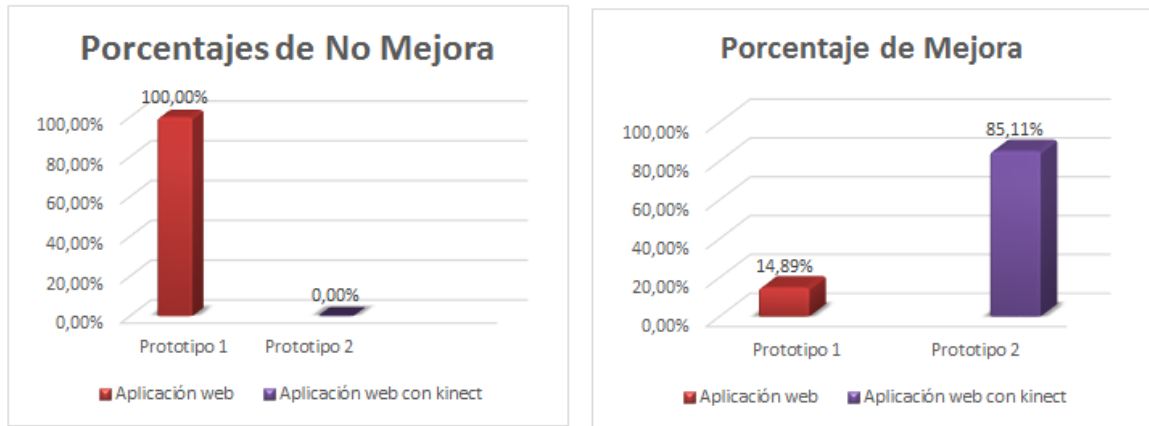 Porcentajes de No Mejora
100,00%
100,00%
80,00%
60,00%
40,00%
20,00%
0,00%
0,00%
Prototipo 1 Prototipo 2
Aplicación web Aplicación web con kinect
Porcentaje de Mejora
100,00%
85,11%
80,00%
60,00%
40,00%
14,89%
20,00%
0,00%
Prototipo 1 Prototipo 2
Aplicación web Aplicación web con kinect